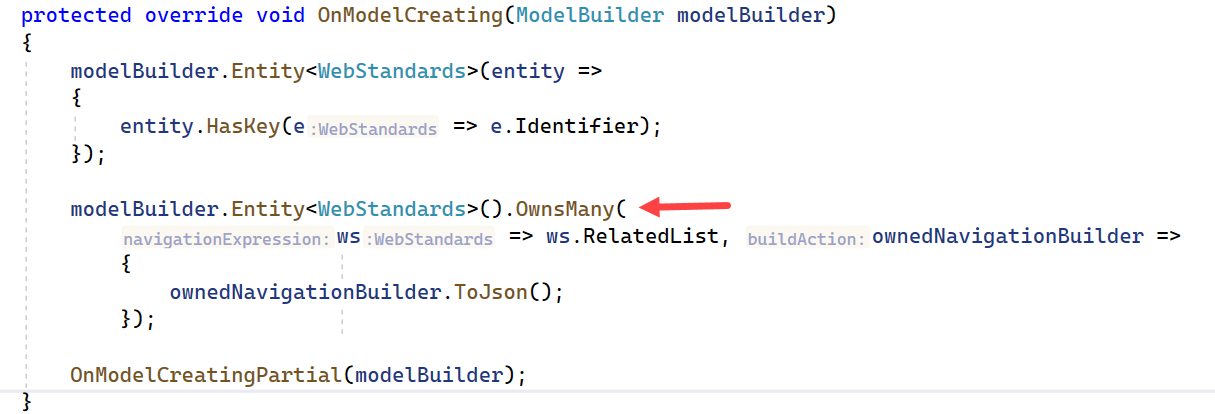 protected override void OnModelCreating(ModelBuilder modelBuilder)
{
modelBuilder.Entity<WebStandards>(entity =>
{
entity.HasKey(e :WebStandards => e.Identifier);
});
modelBuilder.Entity<WebStandards>().OwnsMany(
navigationExpression: ws :WebStandards => ws.RelatedList, buildAction: ownedNavigationBuilder =>
{
ownedNavigationBuilder.ToJson();
});
OnModelCreatingPartial(modelBuilder);
}